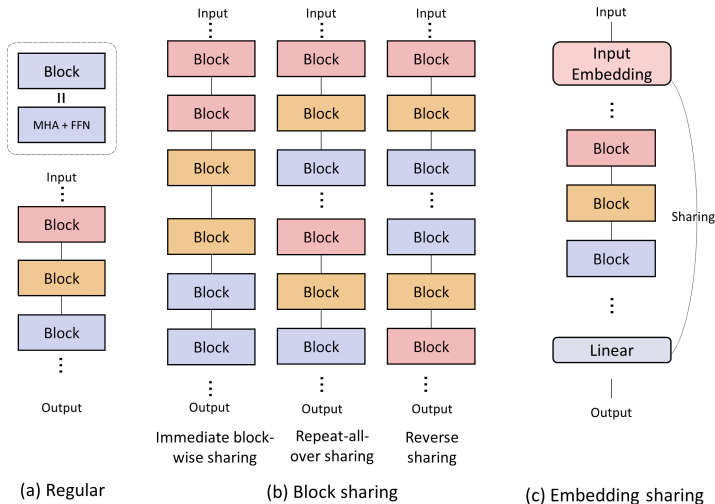 Block
=
MHA + FFN
Input
Block
Block
Block
Output
(a) Regular
Input
Block
Block
Block
Block
Block
Block
Output
Immediate block-
wise sharing
Input
Block
Block
Block
Block
Block
Block
Output
Repeat-all-
over sharing
Input
Block
Block
Block
Block
Block
Block
Output
Reverse
sharing
(b) Block sharing
Input
Input
Embedding
Block
Block
Block
Sharing
Linear
Output
(c) Embedding sharing